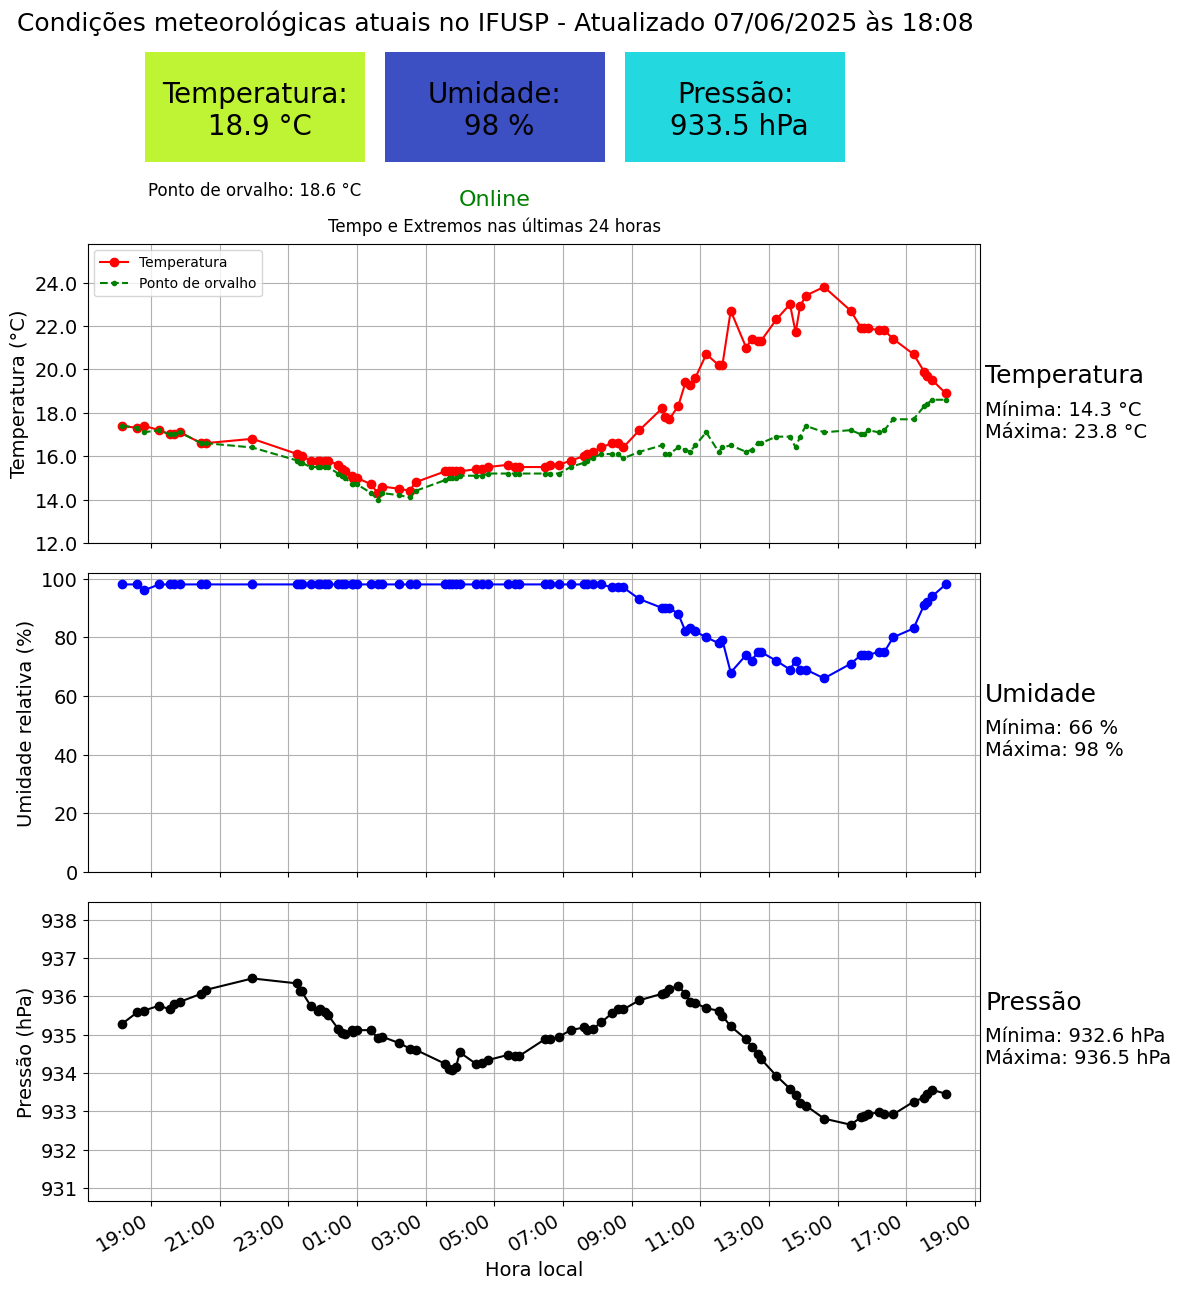 Condições meteorológicas atuais no IFUSP - Atualizado 07/06/2025 às 18:08
Temperatura:
18.9 °C
Umidade:
98 %
Pressão:
933.5 hPa
Ponto de orvalho: 18.6 °C
Online
Tempo e Extremos nas últimas 24 horas
Temperatura
Ponto de orvalho
Temperatura (°C)
24.0
22.0
20.0
18.0
16.0
14.0
12.0
Temperatura
Mínima: 14.3 °C
Máxima: 23.8 °C
Umidade relativa (%)
100
80
60
40
20
0
Umidade
Mínima: 66 %
Máxima: 98 %
Pressão (hPa)
938
937
936
935
934
933
932
931
Pressão
Mínima: 932.6 hPa
Máxima: 936.5 hPa
19:00
21:00
23:00
01:00
03:00
05:00
07:00
09:00
11:00
13:00
15:00
17:00
19:00
Hora local